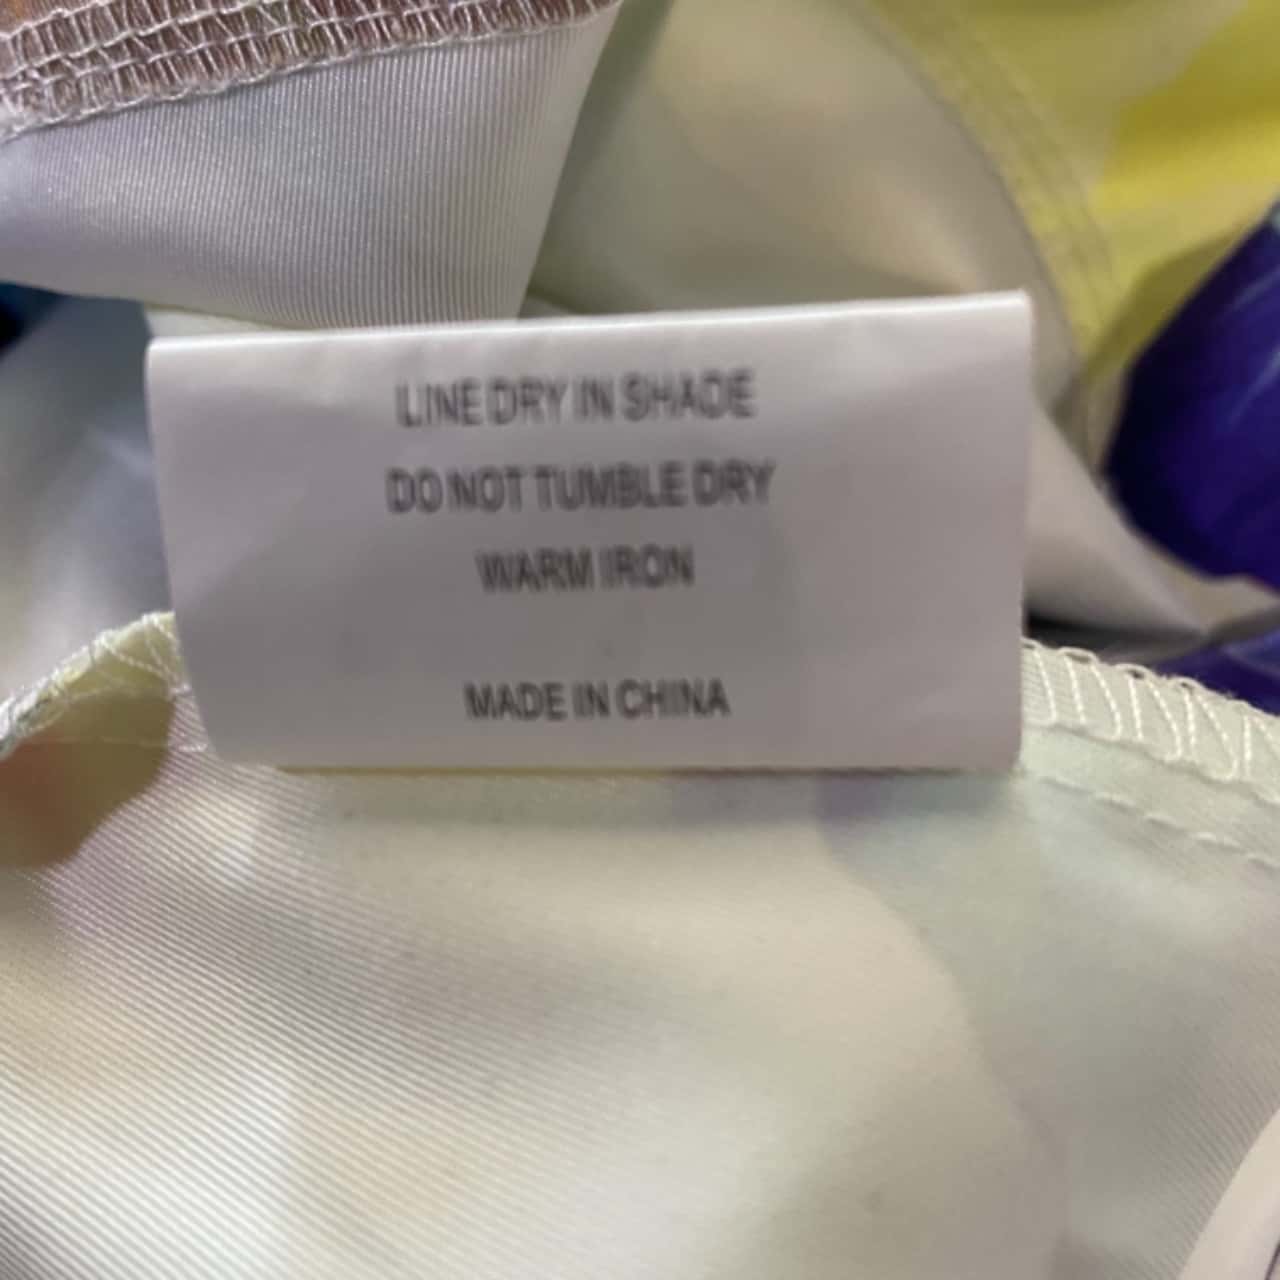 LINE DRY IN SHADE
DO NOT TUMBLE DRY
WARM IRON
MADE IN CHINA